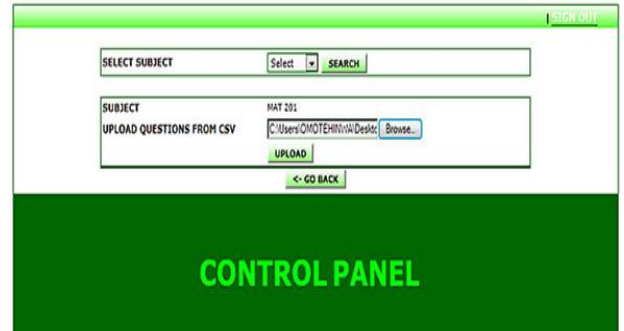 | SIGN OUT
SELECT SUBJECT Select SEARCH
SUBJECT MAT 201
UPLOAD QUESTIONS FROM CSV Browse...
UPLOAD
<- GO BACK
CONTROL PANEL